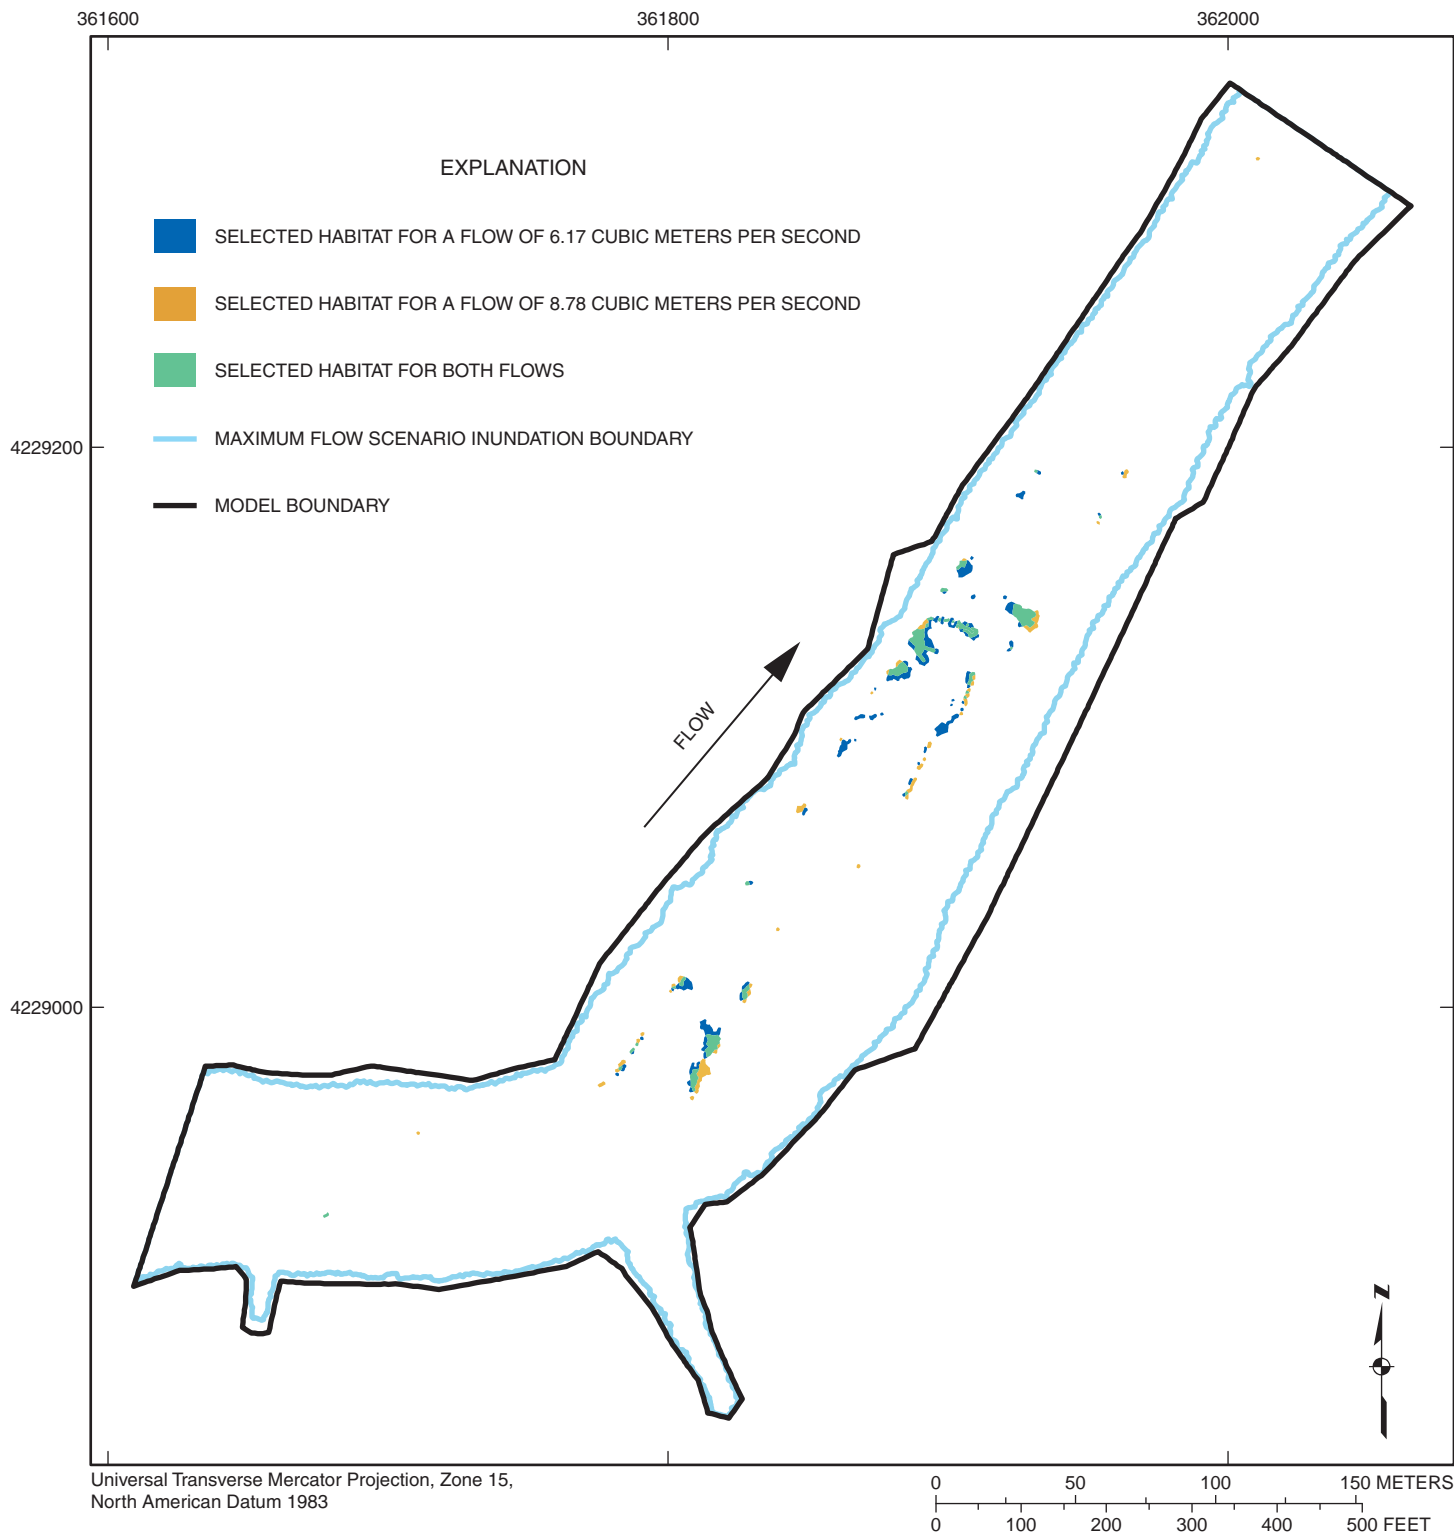 361600 361800 362000
EXPLANATION
SELECTED HABITAT FOR A FLOW OF 6.17 CUBIC METERS PER SECOND
SELECTED HABITAT FOR A FLOW OF 8.78 CUBIC METERS PER SECOND
SELECTED HABITAT FOR BOTH FLOWS
MAXIMUM FLOW SCENARIO INUNDATION BOUNDARY
4229200
MODEL BOUNDARY
FLOW
4229000
N
Universal Transverse Mercator Projection, Zone 15,
North American Datum 1983
0 50 100 150 METERS
0 100 200 300 400 500 FEET